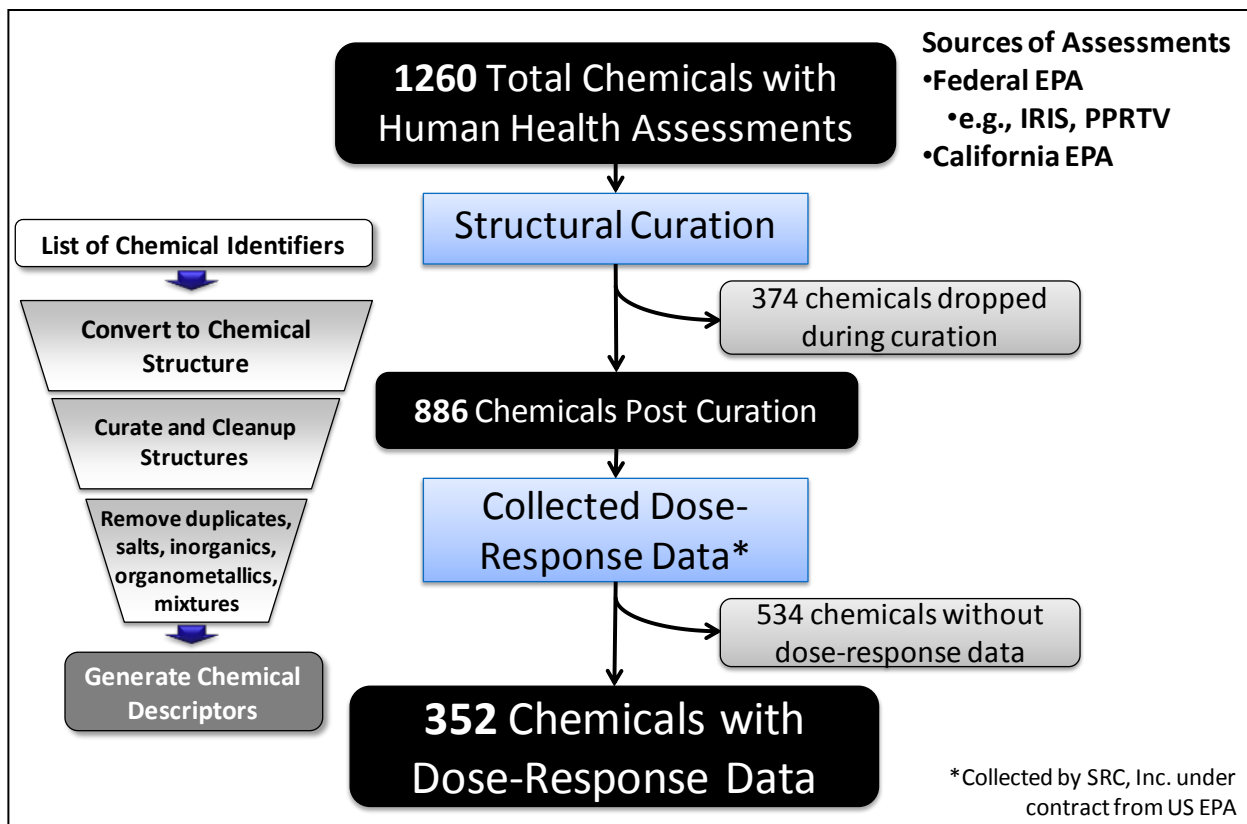 1260 Total Chemicals with
Human Health Assessments
Sources of Assessments
•Federal EPA
•e.g., IRIS, PPRTV
•California EPA
Structural Curation
374 chemicals dropped
during curation
886 Chemicals Post Curation
Collected Dose-
Response Data*
534 chemicals without
dose-response data
352 Chemicals with
Dose-Response Data
*Collected by SRC, Inc. under
contract from US EPA
List of Chemical Identifiers
Convert to Chemical
Structure
Curate and Cleanup
Structures
Remove duplicates,
salts, inorganics,
organometallics,
mixtures
Generate Chemical
Descriptors